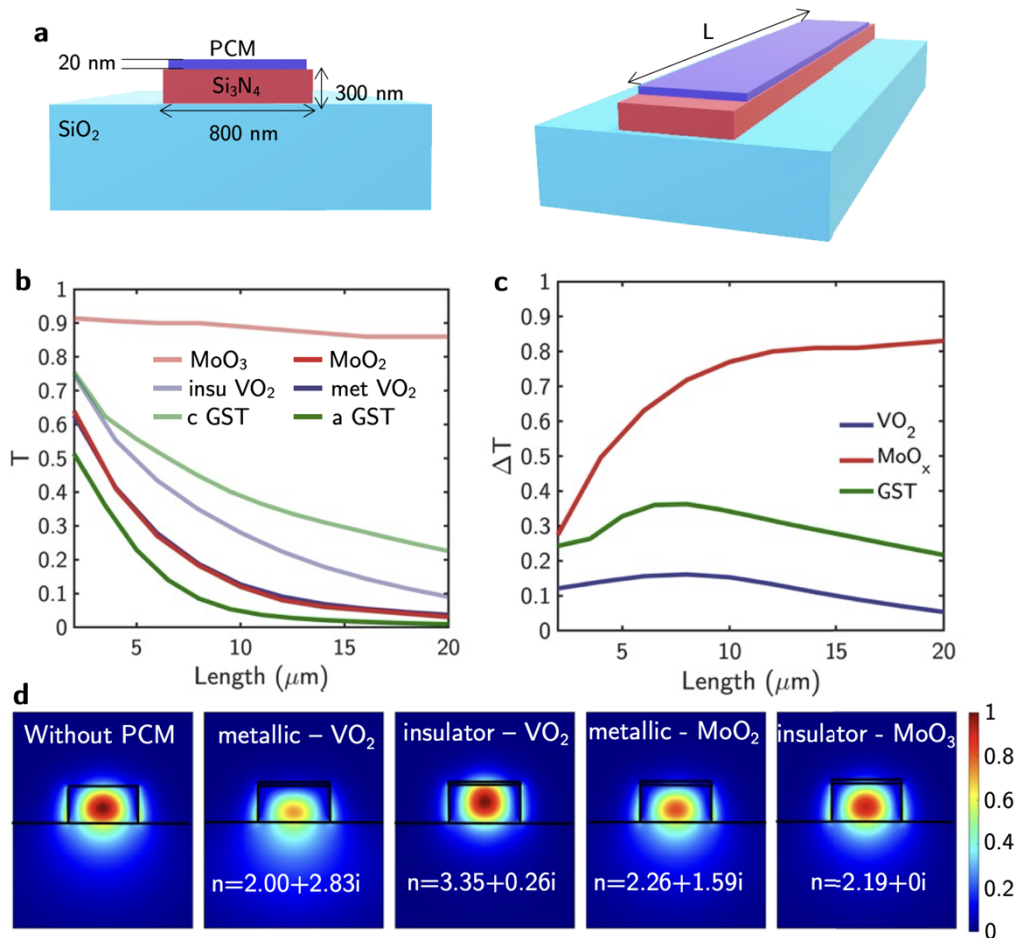 a
PCM
20 nm
Si₃N₄
300 nm
SiO₂
800 nm
L
b
T
1
0.9
0.8
0.7
0.6
0.5
0.4
0.3
0.2
0.1
0
MoO₃
MoO₂
insu VO₂
met VO₂
c GST
a GST
5
10
15
20
Length (μm)
c
ΔT
1
0.9
0.8
0.7
0.6
0.5
0.4
0.3
0.2
0.1
0
VO₂
MoOₓ
GST
5
10
15
20
Length (μm)
d
Without PCM
metallic – VO₂
n=2.00+2.83i
insulator – VO₂
n=3.35+0.26i
metallic - MoO₂
n=2.26+1.59i
insulator - MoO₃
n=2.19+0i
1
0.8
0.6
0.4
0.2
0